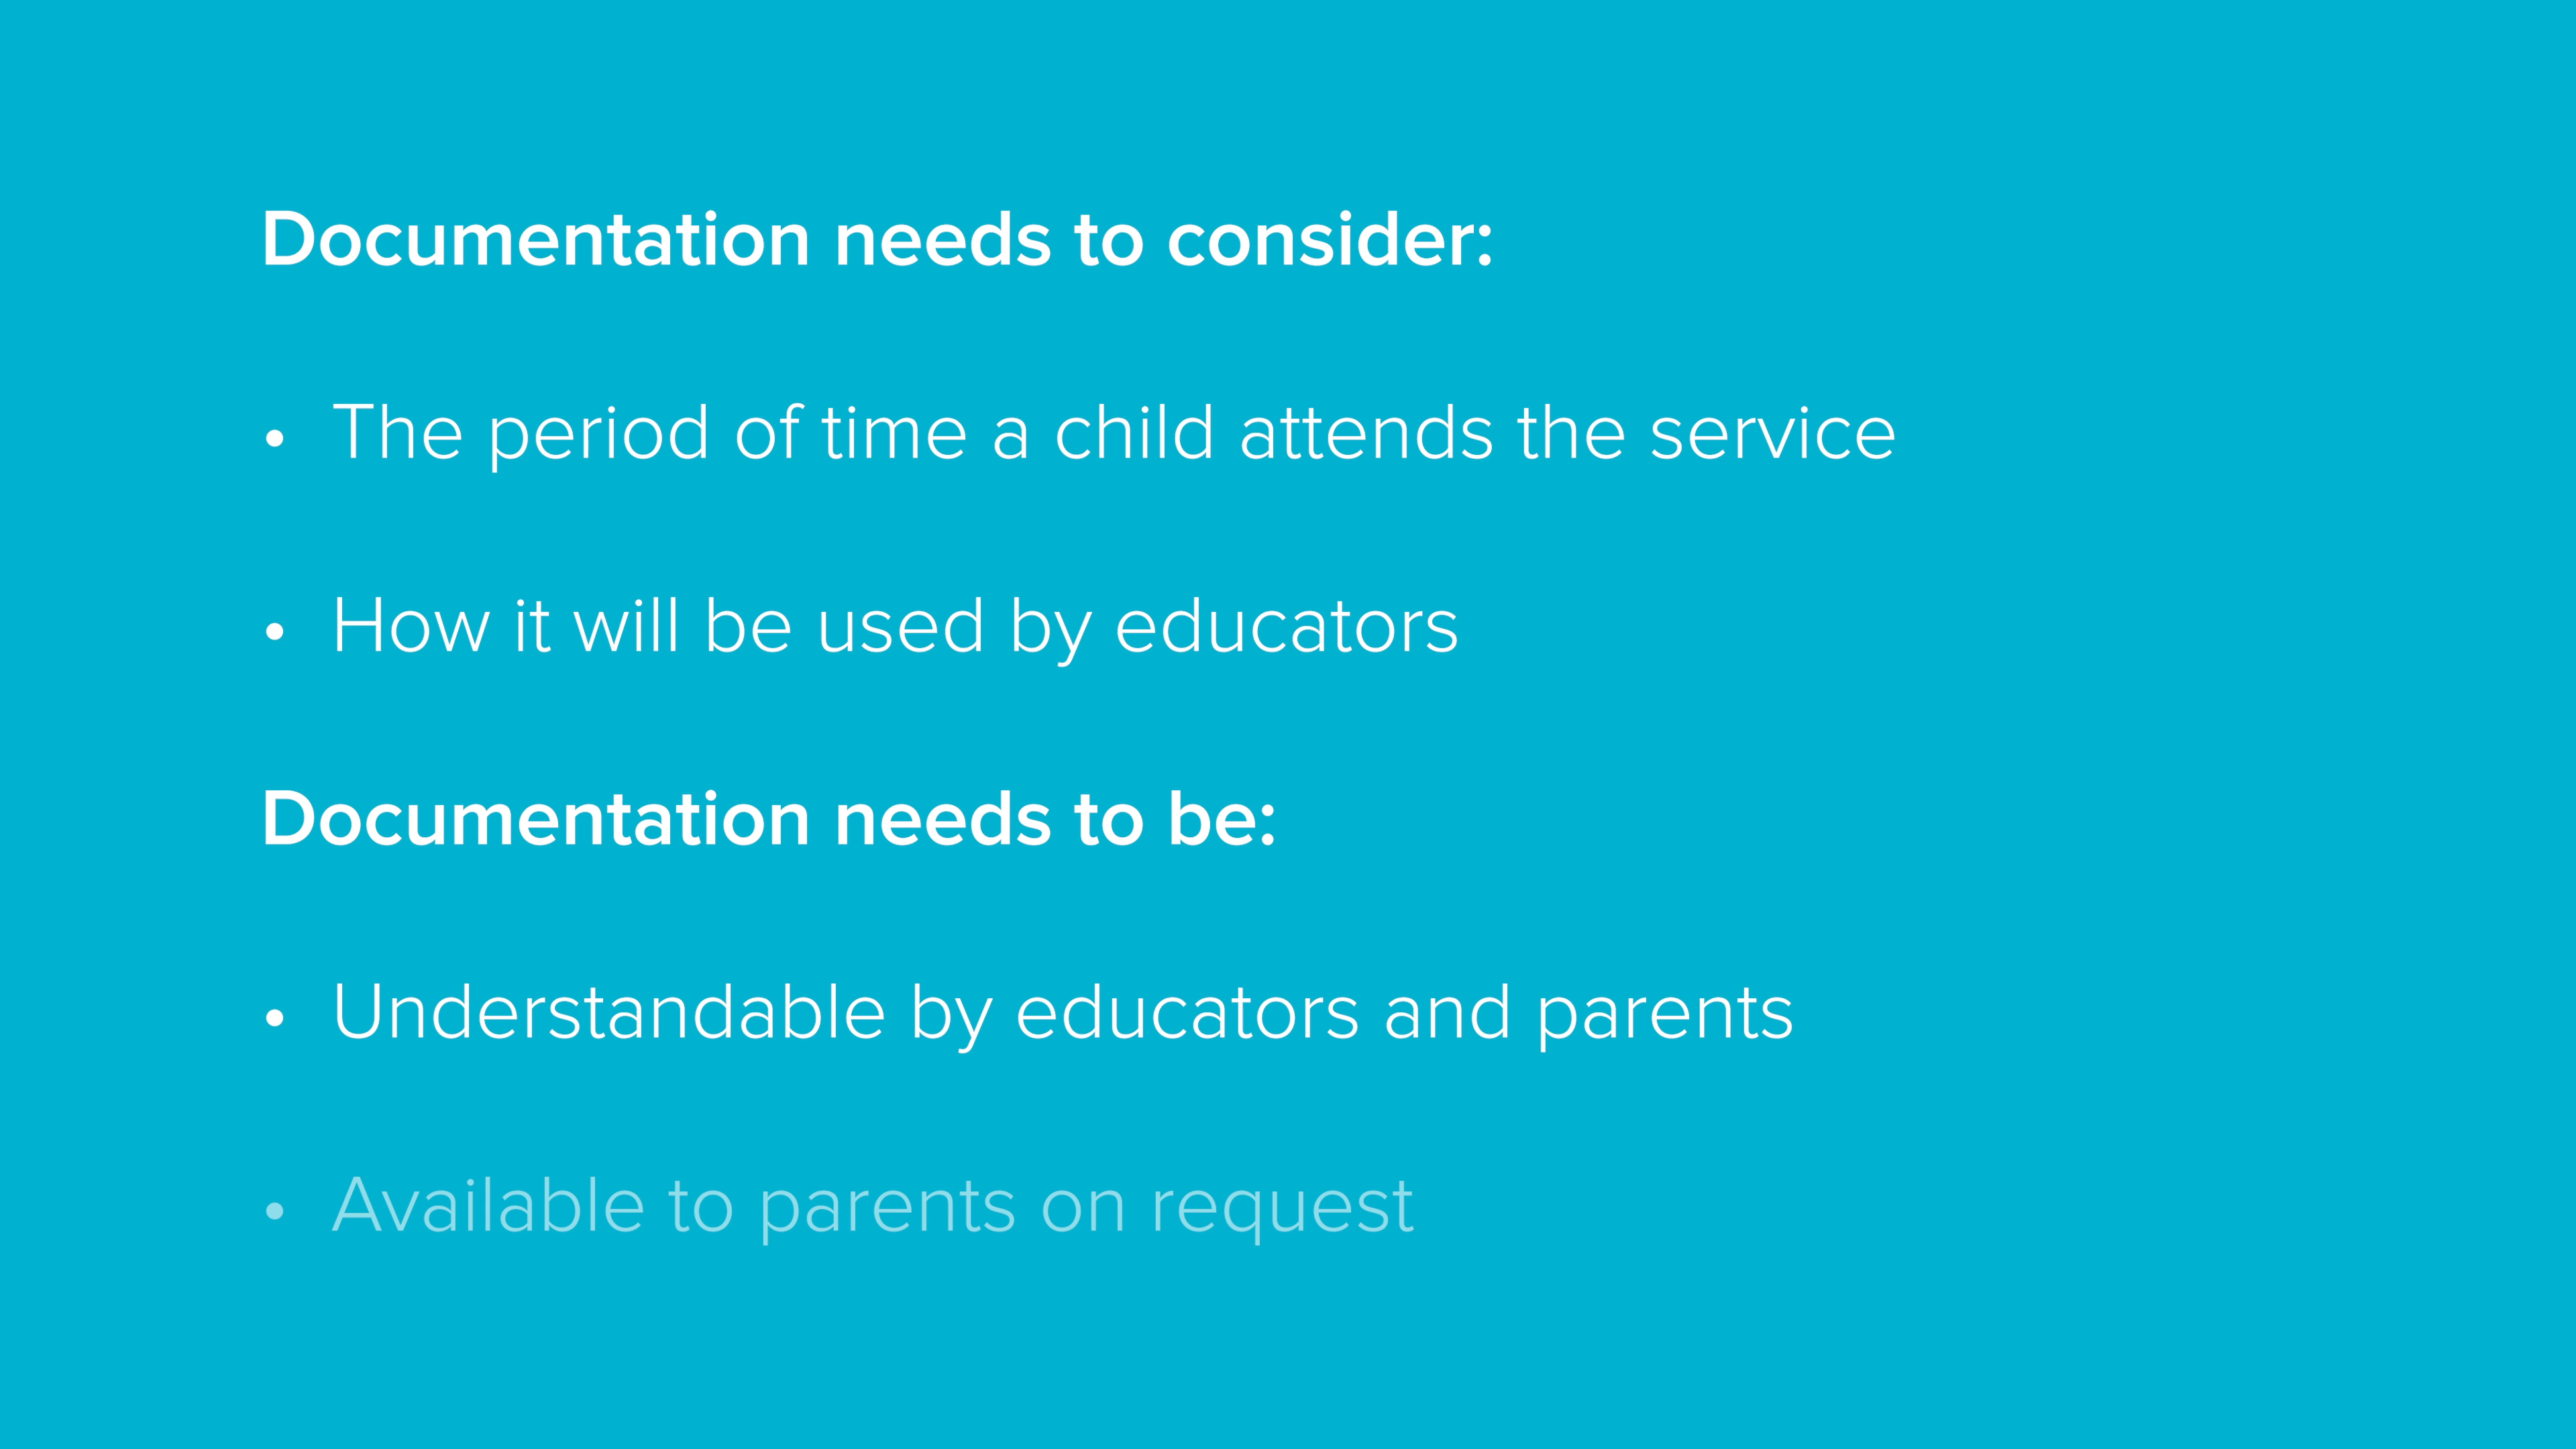 Documentation needs to consider:
• The period of time a child attends the service
• How it will be used by educators
Documentation needs to be:
• Understandable by educators and parents
• Available to parents on request